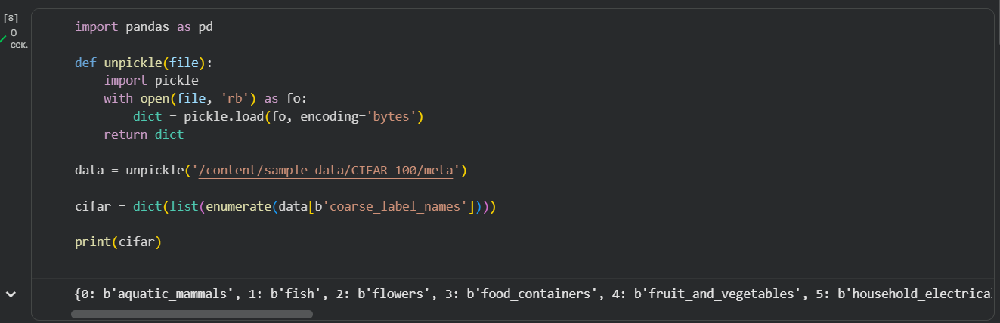 [8]
0
сек.
import pandas as pd
def unpickle(file):
    import pickle
    with open(file, 'rb') as fo:
        dict = pickle.load(fo, encoding='bytes')
    return dict
data = unpickle('/content/sample_data/CIFAR-100/meta')
cifar = dict(list(enumerate(data[b'coarse_label_names'])))
print(cifar)
{0: b'aquatic_mammals', 1: b'fish', 2: b'flowers', 3: b'food_containers', 4: b'fruit_and_vegetables', 5: b'household_electrical